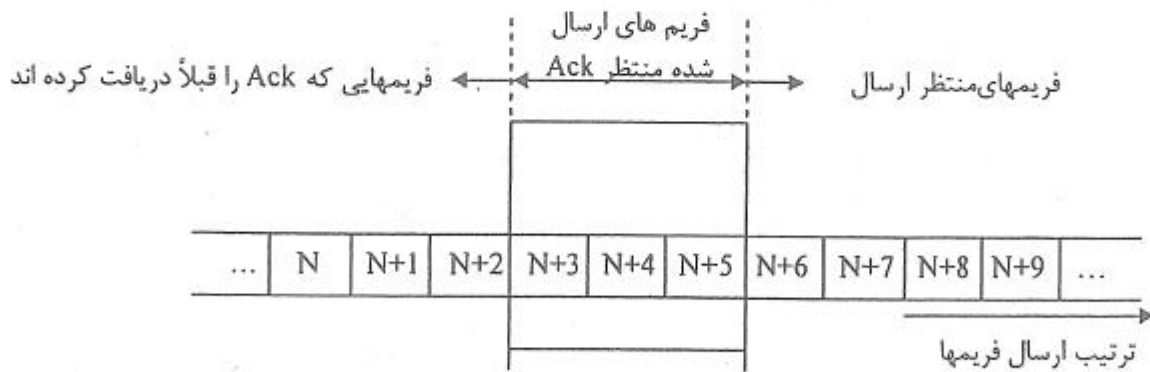 فریم های ارسال
شده منتظر Ack
فریمهای‌منتظر ارسال
فریمهایی که Ack را قبلاً دریافت کرده اند
... N N+1 N+2 N+3 N+4 N+5 N+6 N+7 N+8 N+9 ...
ترتیب ارسال فریمها